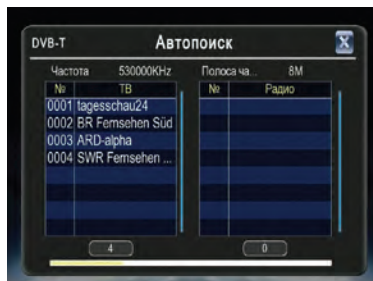 DVB-T Автопоиск X
Частота 530000KHz Полоса ча... 8M
№ ТВ № Радио
0001 tagesschau24
0002 BR Fernsehen Süd
0003 ARD-alpha
0004 SWR Fernsehen ...
4 0